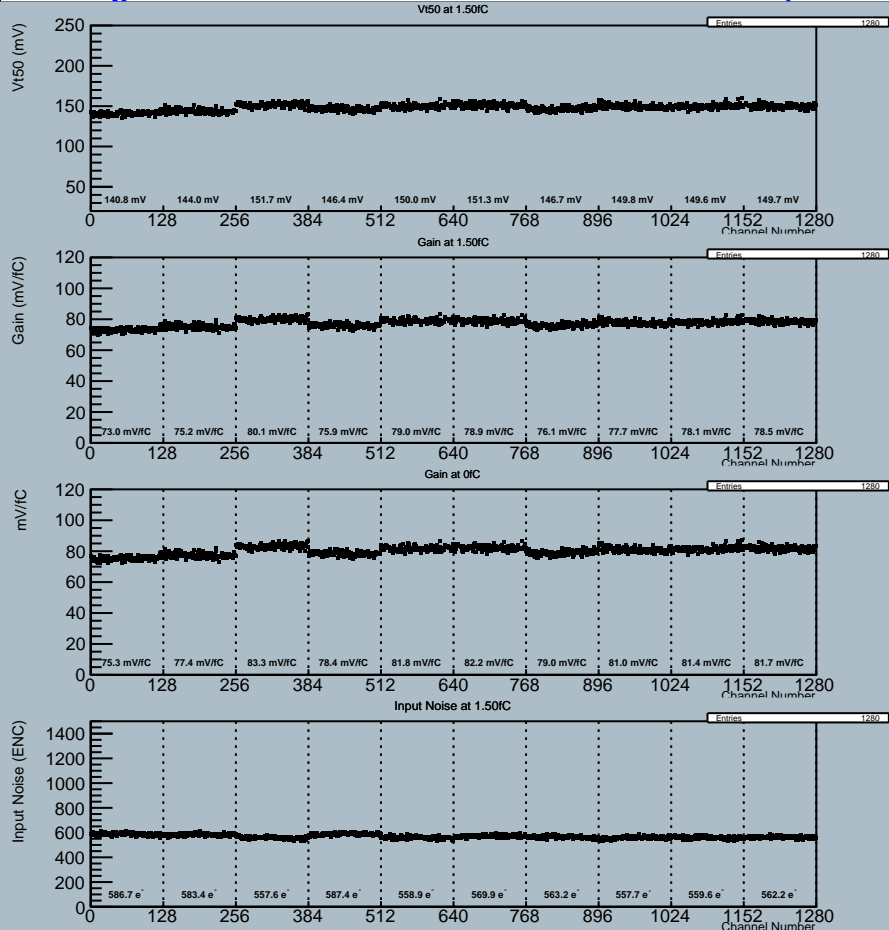 Vt50 at 1.50fC
Entries 1280
Vt50 (mV)
250
200
150
100
50
140.8 mV 144.0 mV 151.7 mV 146.4 mV 150.0 mV 151.3 mV 146.7 mV 149.8 mV 149.6 mV 149.7 mV
0 128 256 384 512 640 768 896 1024 1152 1280
Channel Number
Gain at 1.50fC
Entries 1280
Gain (mV/fC)
120
100
80
60
40
20
0
73.0 mV/fC 75.2 mV/fC 80.1 mV/fC 75.9 mV/fC 79.0 mV/fC 78.9 mV/fC 76.1 mV/fC 77.7 mV/fC 78.1 mV/fC 78.5 mV/fC
0 128 256 384 512 640 768 896 1024 1152 1280
Channel Number
Gain at 0fC
Entries 1280
mV/fC
120
100
80
60
40
20
0
75.3 mV/fC 77.4 mV/fC 83.3 mV/fC 78.4 mV/fC 81.8 mV/fC 82.2 mV/fC 79.0 mV/fC 81.0 mV/fC 81.4 mV/fC 81.7 mV/fC
0 128 256 384 512 640 768 896 1024 1152 1280
Channel Number
Input Noise at 1.50fC
Entries 1280
Input Noise (ENC)
1400
1200
1000
800
600
400
200
0
586.7 e⁻ 583.4 e⁻ 557.6 e⁻ 587.4 e⁻ 558.9 e⁻ 569.9 e⁻ 563.2 e⁻ 557.7 e⁻ 559.6 e⁻ 562.2 e⁻
0 128 256 384 512 640 768 896 1024 1152 1280
Channel Number